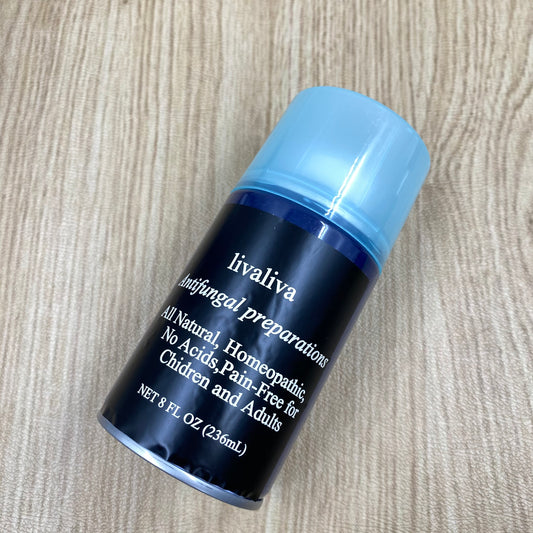 livaliva
Antifungal preparations
All Natural, Homeopathic,
No Acids,Pain-Free for
Chidren and Adults
NET 8 FL OZ (236mL)